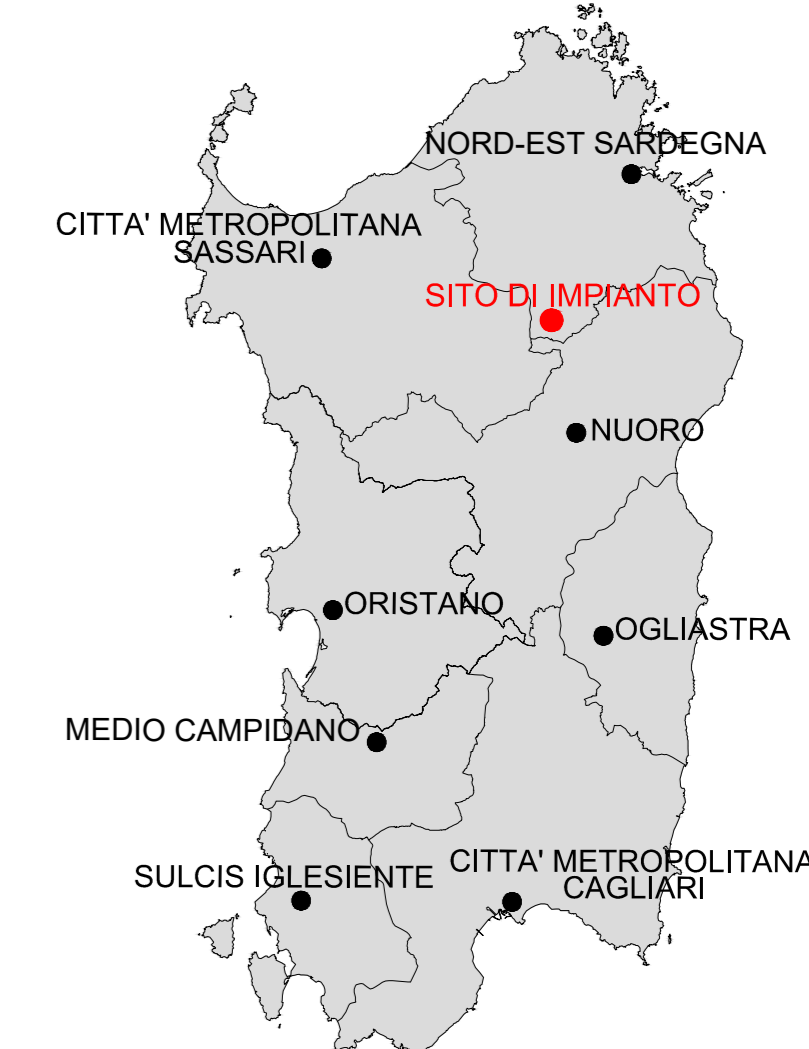 NORD-EST SARDEGNA
CITTA' METROPOLITANA
SASSARI
SITO DI IMPIANTO
NUORO
ORISTANO
OGLIASTRA
MEDIO CAMPIDANO
CITTA' METROPOLITANA
CAGLIARI
SULCIS IGLESIENTE